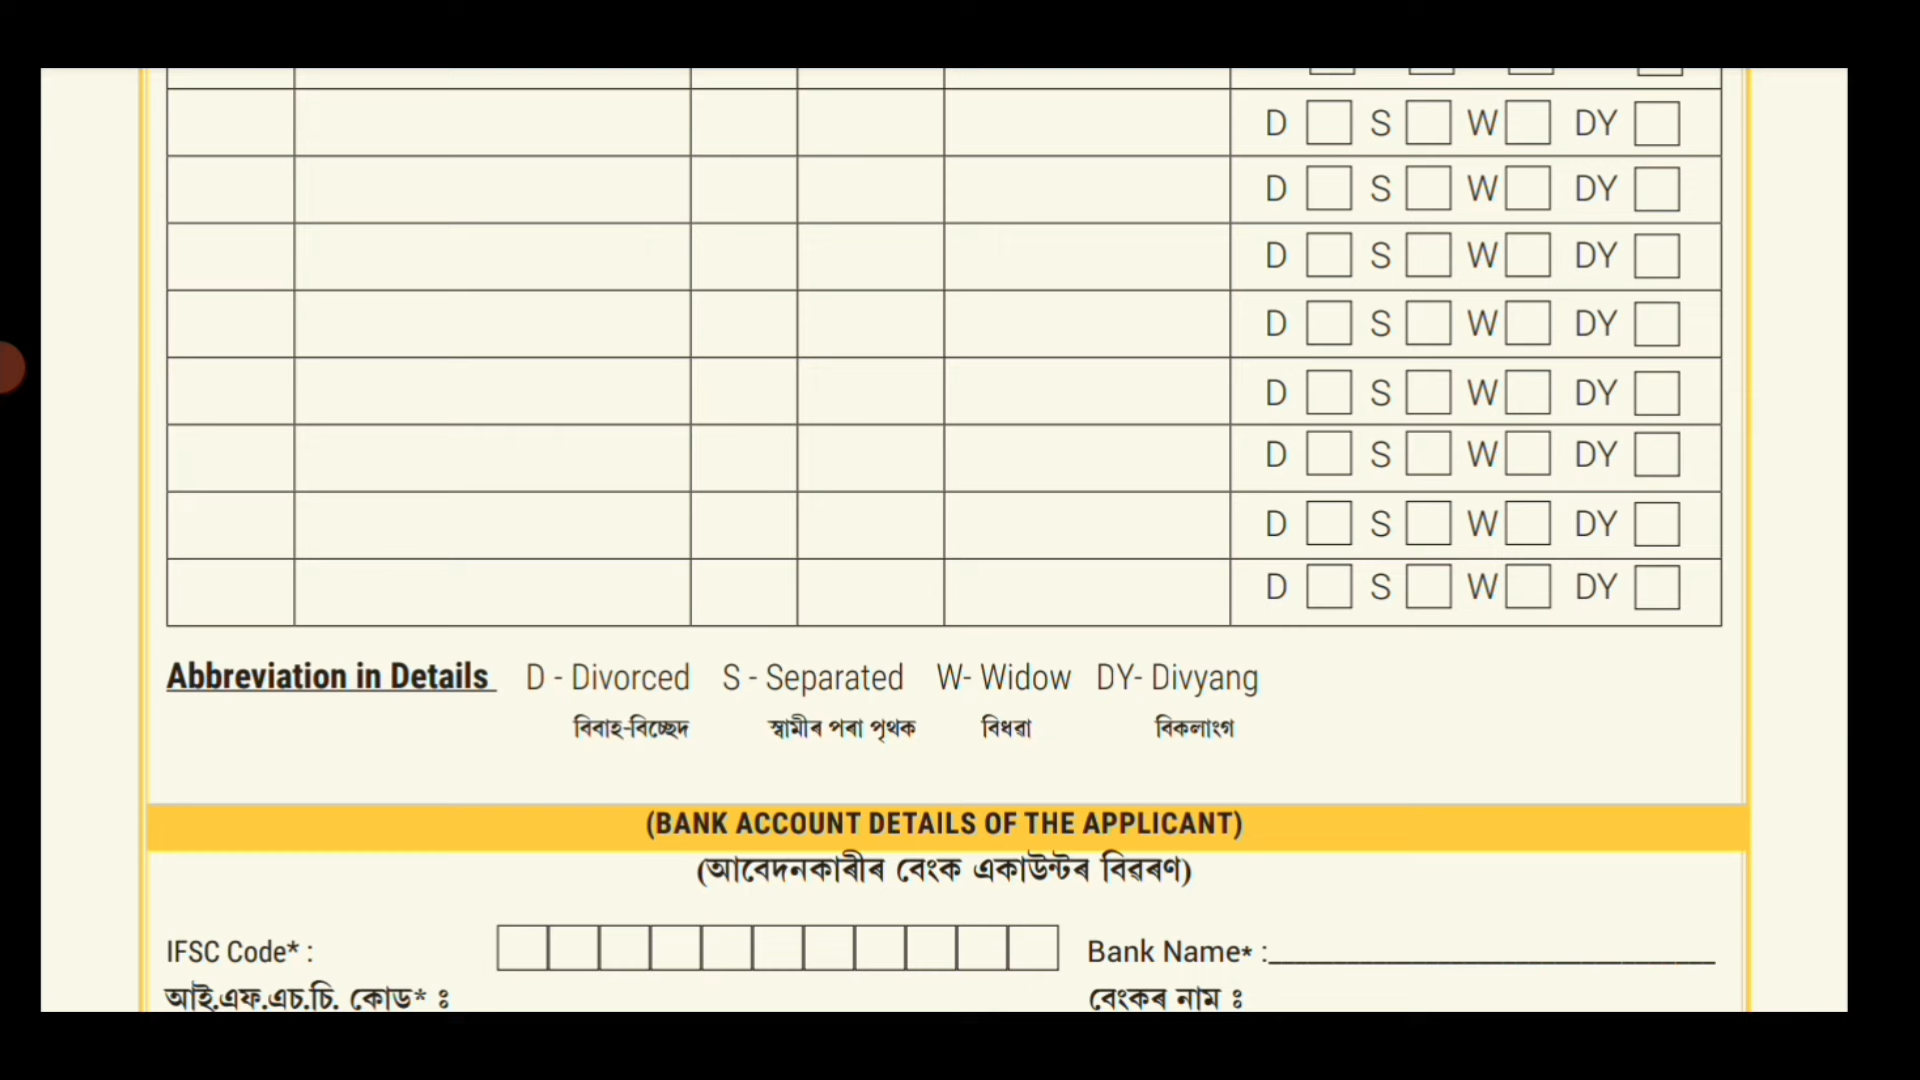 D S W DY
D S W DY
D S W DY
D S W DY
D S W DY
D S W DY
D S W DY
D S W DY
Abbreviation in Details D - Divorced S - Separated W- Widow DY- Divyang
বিবাহ-বিচ্ছেদ স্বামীৰ পৰা পৃথক বিধৱা বিকলাংগ
(BANK ACCOUNT DETAILS OF THE APPLICANT)
(আবেদনকাৰীৰ বেংক একাউন্টৰ বিৱৰণ)
IFSC Code* : Bank Name* :
আই.এফ.এচ.চি. কোড* ঃ বেংকৰ নাম ঃ